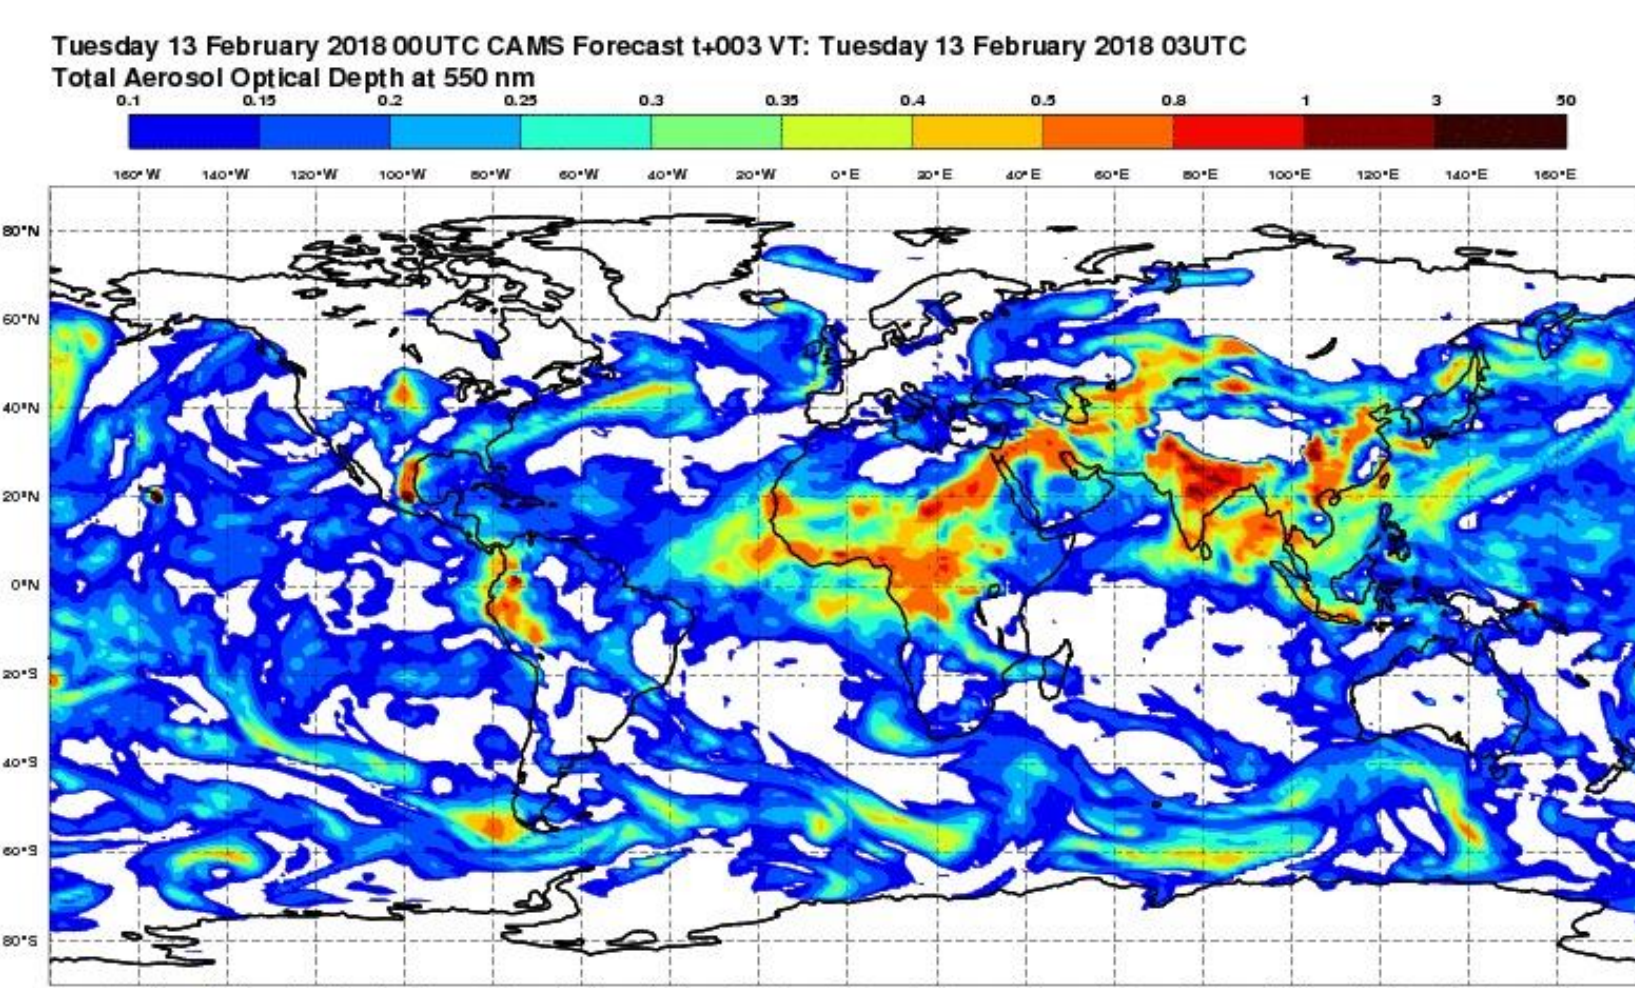 Tuesday 13 February 2018 00UTC CAMS Forecast t+003 VT: Tuesday 13 February 2018 03UTC
Total Aerosol Optical Depth at 550 nm
0.1 0.15 0.2 0.25 0.3 0.35 0.4 0.5 0.8 1 3 50
160°W 140°W 120°W 100°W 80°W 60°W 40°W 20°W 0°E 20°E 40°E 60°E 80°E 100°E 120°E 140°E 160°E
80°N
60°N
40°N
20°N
0°N
20°S
40°S
60°S
80°S